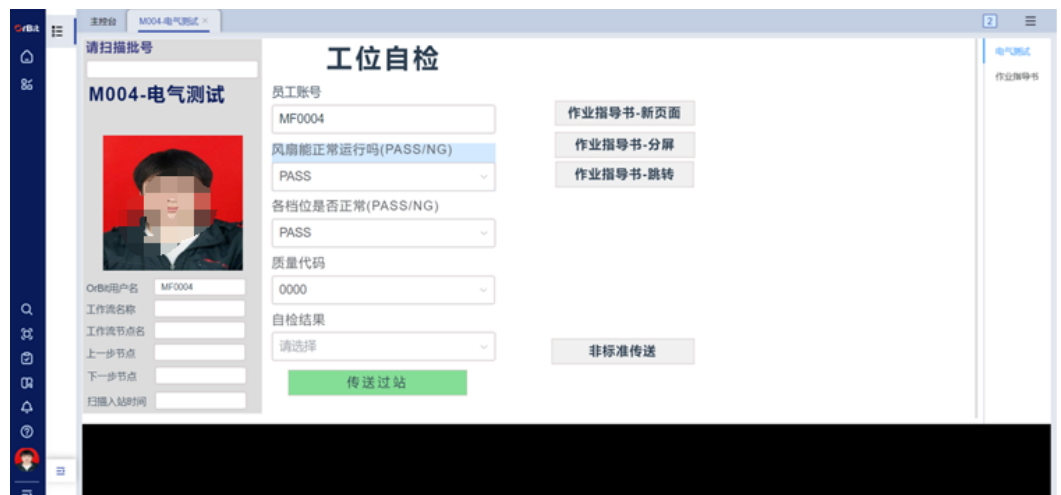 OrBit
主控台
M004-电气测试 ×
2
请扫描批号
M004-电气测试
OrBit用户名
MF0004
工作流名称
工作流节点名
上一步节点
下一步节点
扫描入站时间
工位自检
员工账号
MF0004
风扇能正常运行吗(PASS/NG)
PASS
各档位是否正常(PASS/NG)
PASS
质量代码
0000
自检结果
请选择
传送过站
作业指导书-新页面
作业指导书-分屏
作业指导书-跳转
非标准传送
电气测试
作业指导书